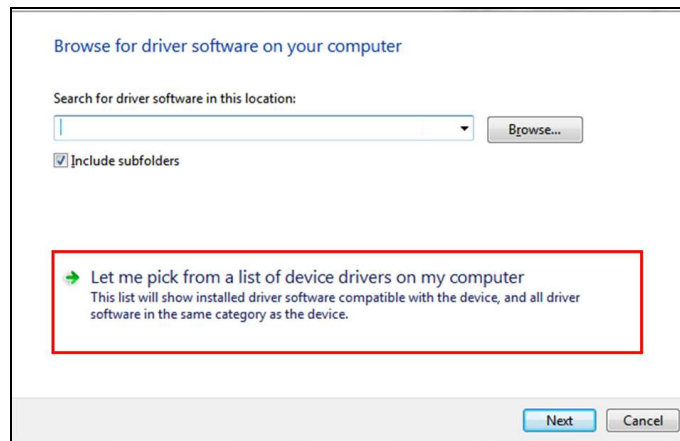 Browse for driver software on your computer
Search for driver software in this location:
Browse...
Include subfolders
Let me pick from a list of device drivers on my computer
This list will show installed driver software compatible with the device, and all driver
software in the same category as the device.
Next Cancel